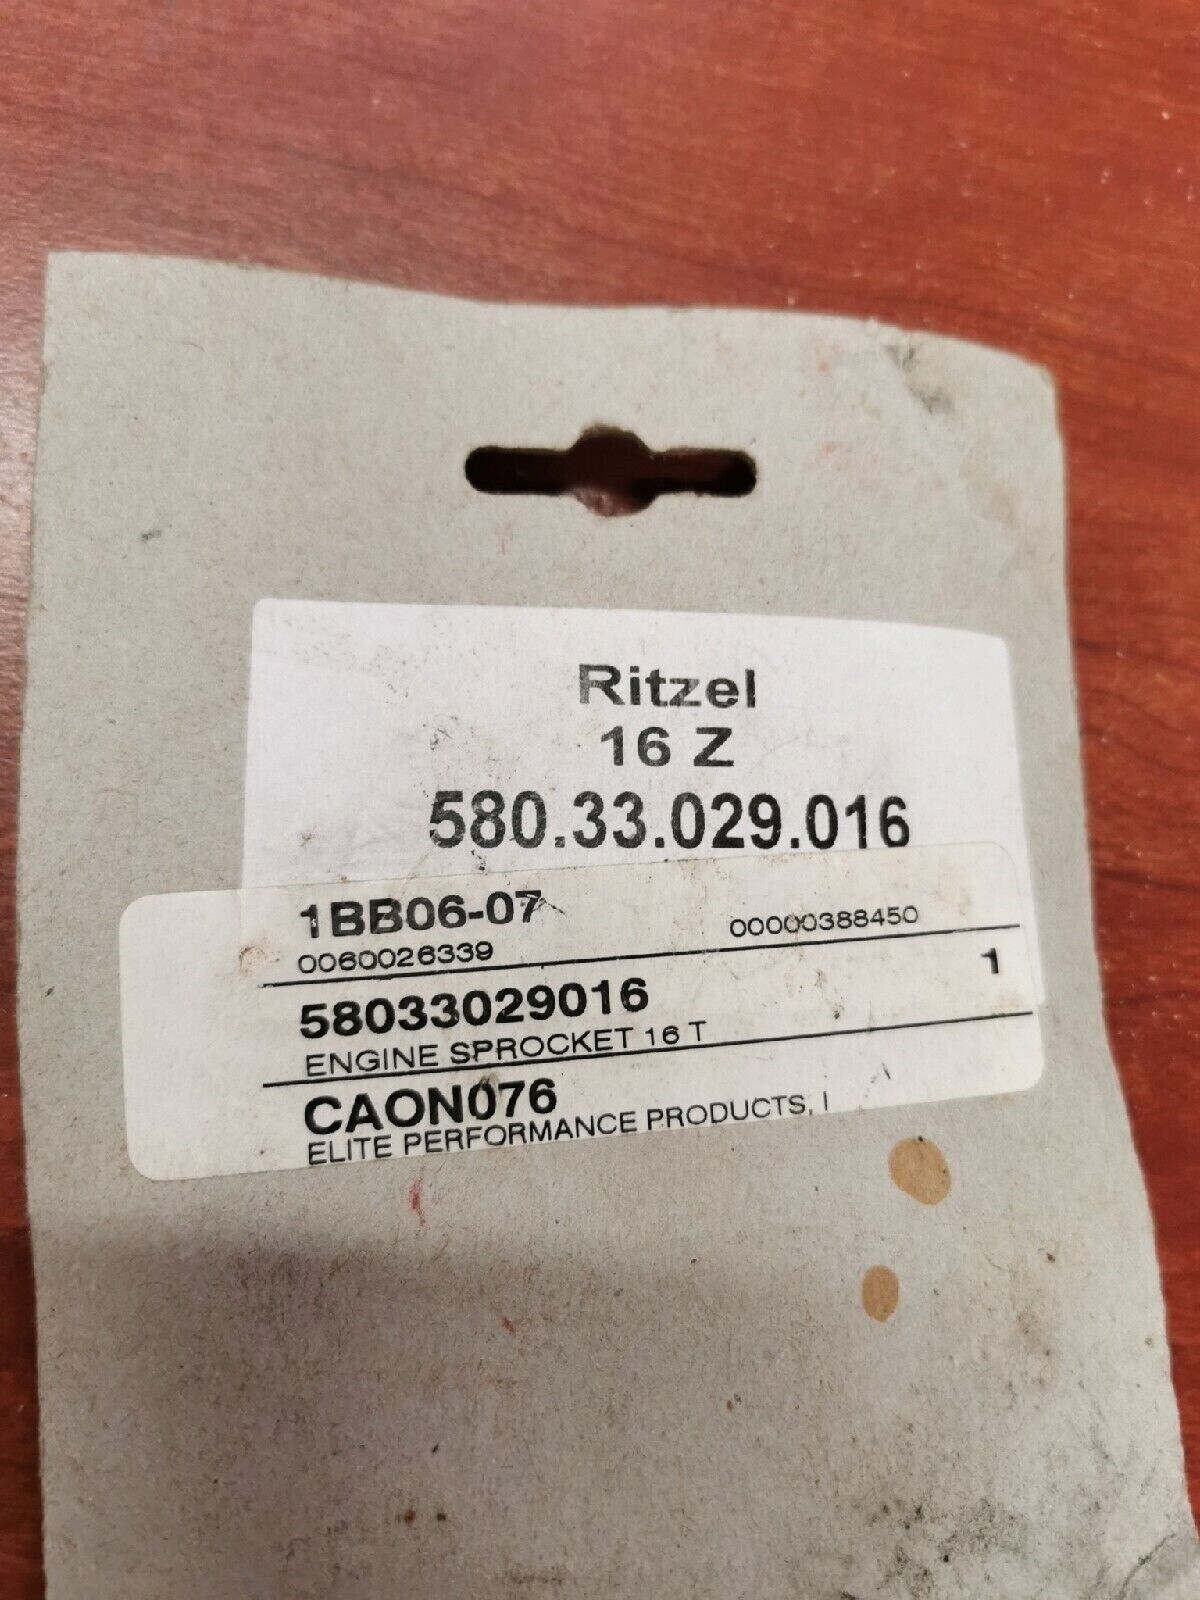 Ritzel
16 Z
580.33.029.016
1BB06-07
0060026339 00000388450
58033029016 1
ENGINE SPROCKET 16 T
CAON076
ELITE PERFORMANCE PRODUCTS, I